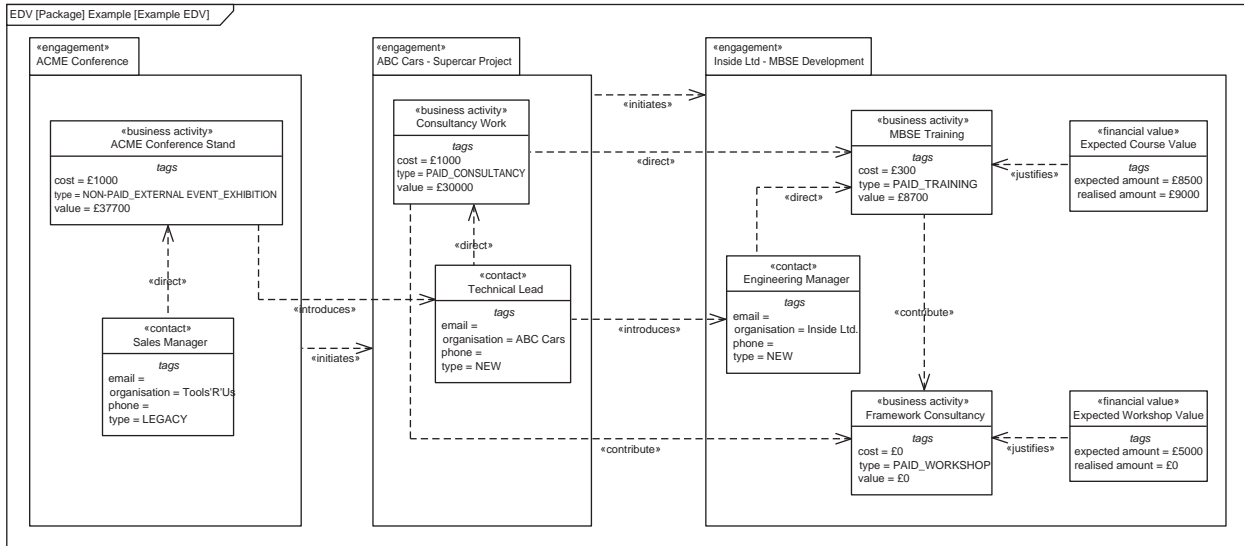 EDV [Package] Example [Example EDV]
«engagement»
ACME Conference
«business activity»
ACME Conference Stand
tags
cost = £1000
type = NON-PAID_EXTERNAL EVENT_EXHIBITION
value = £37700
«direct»
«contact»
Sales Manager
tags
email =
organisation = Tools'R'Us
phone =
type = LEGACY
«introduces»
«initiates»
«engagement»
ABC Cars - Supercar Project
«business activity»
Consultancy Work
tags
cost = £1000
type = PAID_CONSULTANCY
value = £30000
«direct»
«contact»
Technical Lead
tags
email =
organisation = ABC Cars
phone =
type = NEW
«initiates»
«direct»
«introduces»
«contribute»
«engagement»
Inside Ltd - MBSE Development
«business activity»
MBSE Training
tags
cost = £300
type = PAID_TRAINING
value = £8700
«justifies»
«financial value»
Expected Course Value
tags
expected amount = £8500
realised amount = £9000
«direct»
«contact»
Engineering Manager
tags
email =
organisation = Inside Ltd.
phone =
type = NEW
«contribute»
«business activity»
Framework Consultancy
tags
cost = £0
type = PAID_WORKSHOP
value = £0
«justifies»
«financial value»
Expected Workshop Value
tags
expected amount = £5000
realised amount = £0